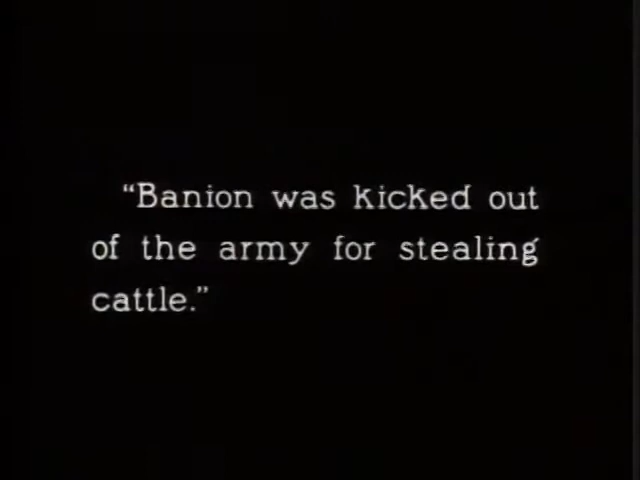 “Banion was kicked out
of the army for stealing
cattle.”